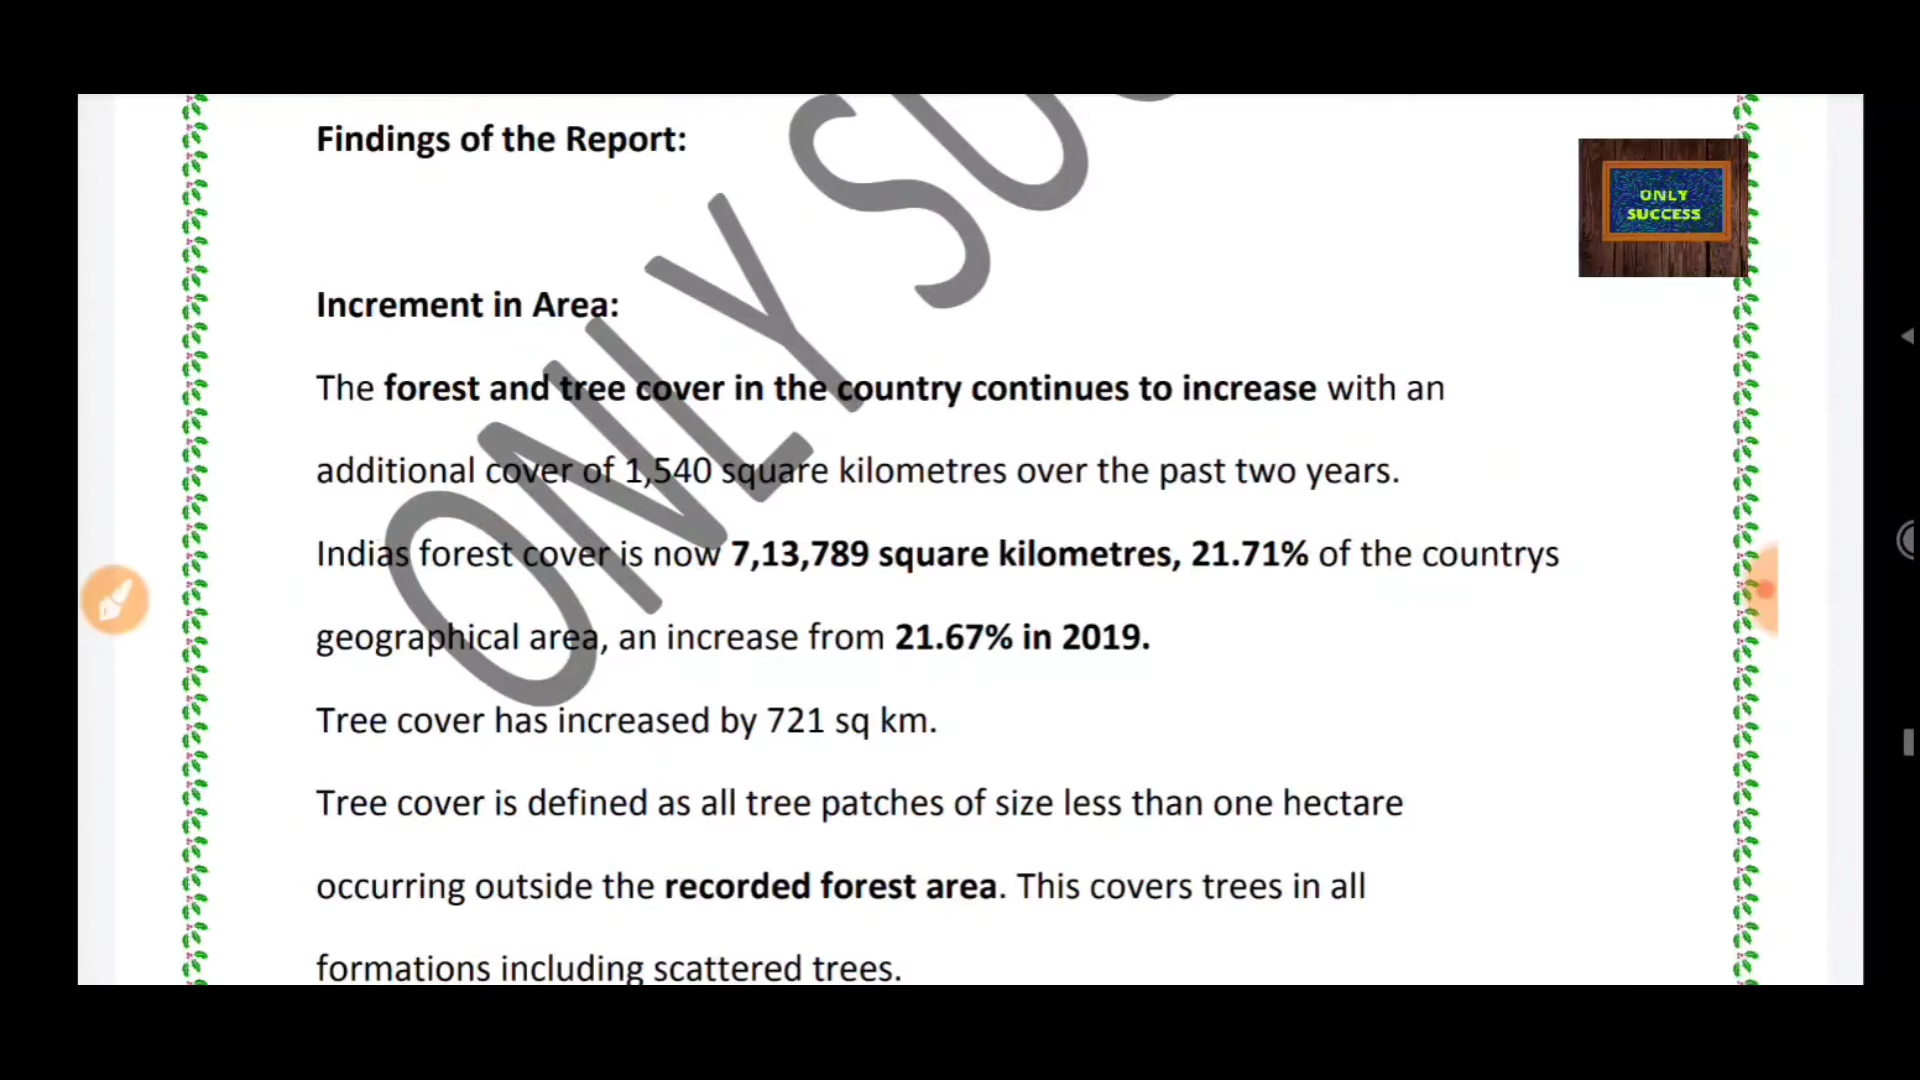 Findings of the Report:
ONLY
SUCCESS
Increment in Area:
The forest and tree cover in the country continues to increase with an
additional cover of 1,540 square kilometres over the past two years.
Indias forest cover is now 7,13,789 square kilometres, 21.71% of the countrys
geographical area, an increase from 21.67% in 2019.
Tree cover has increased by 721 sq km.
Tree cover is defined as all tree patches of size less than one hectare
occurring outside the recorded forest area. This covers trees in all
formations including scattered trees.
ONLY SU